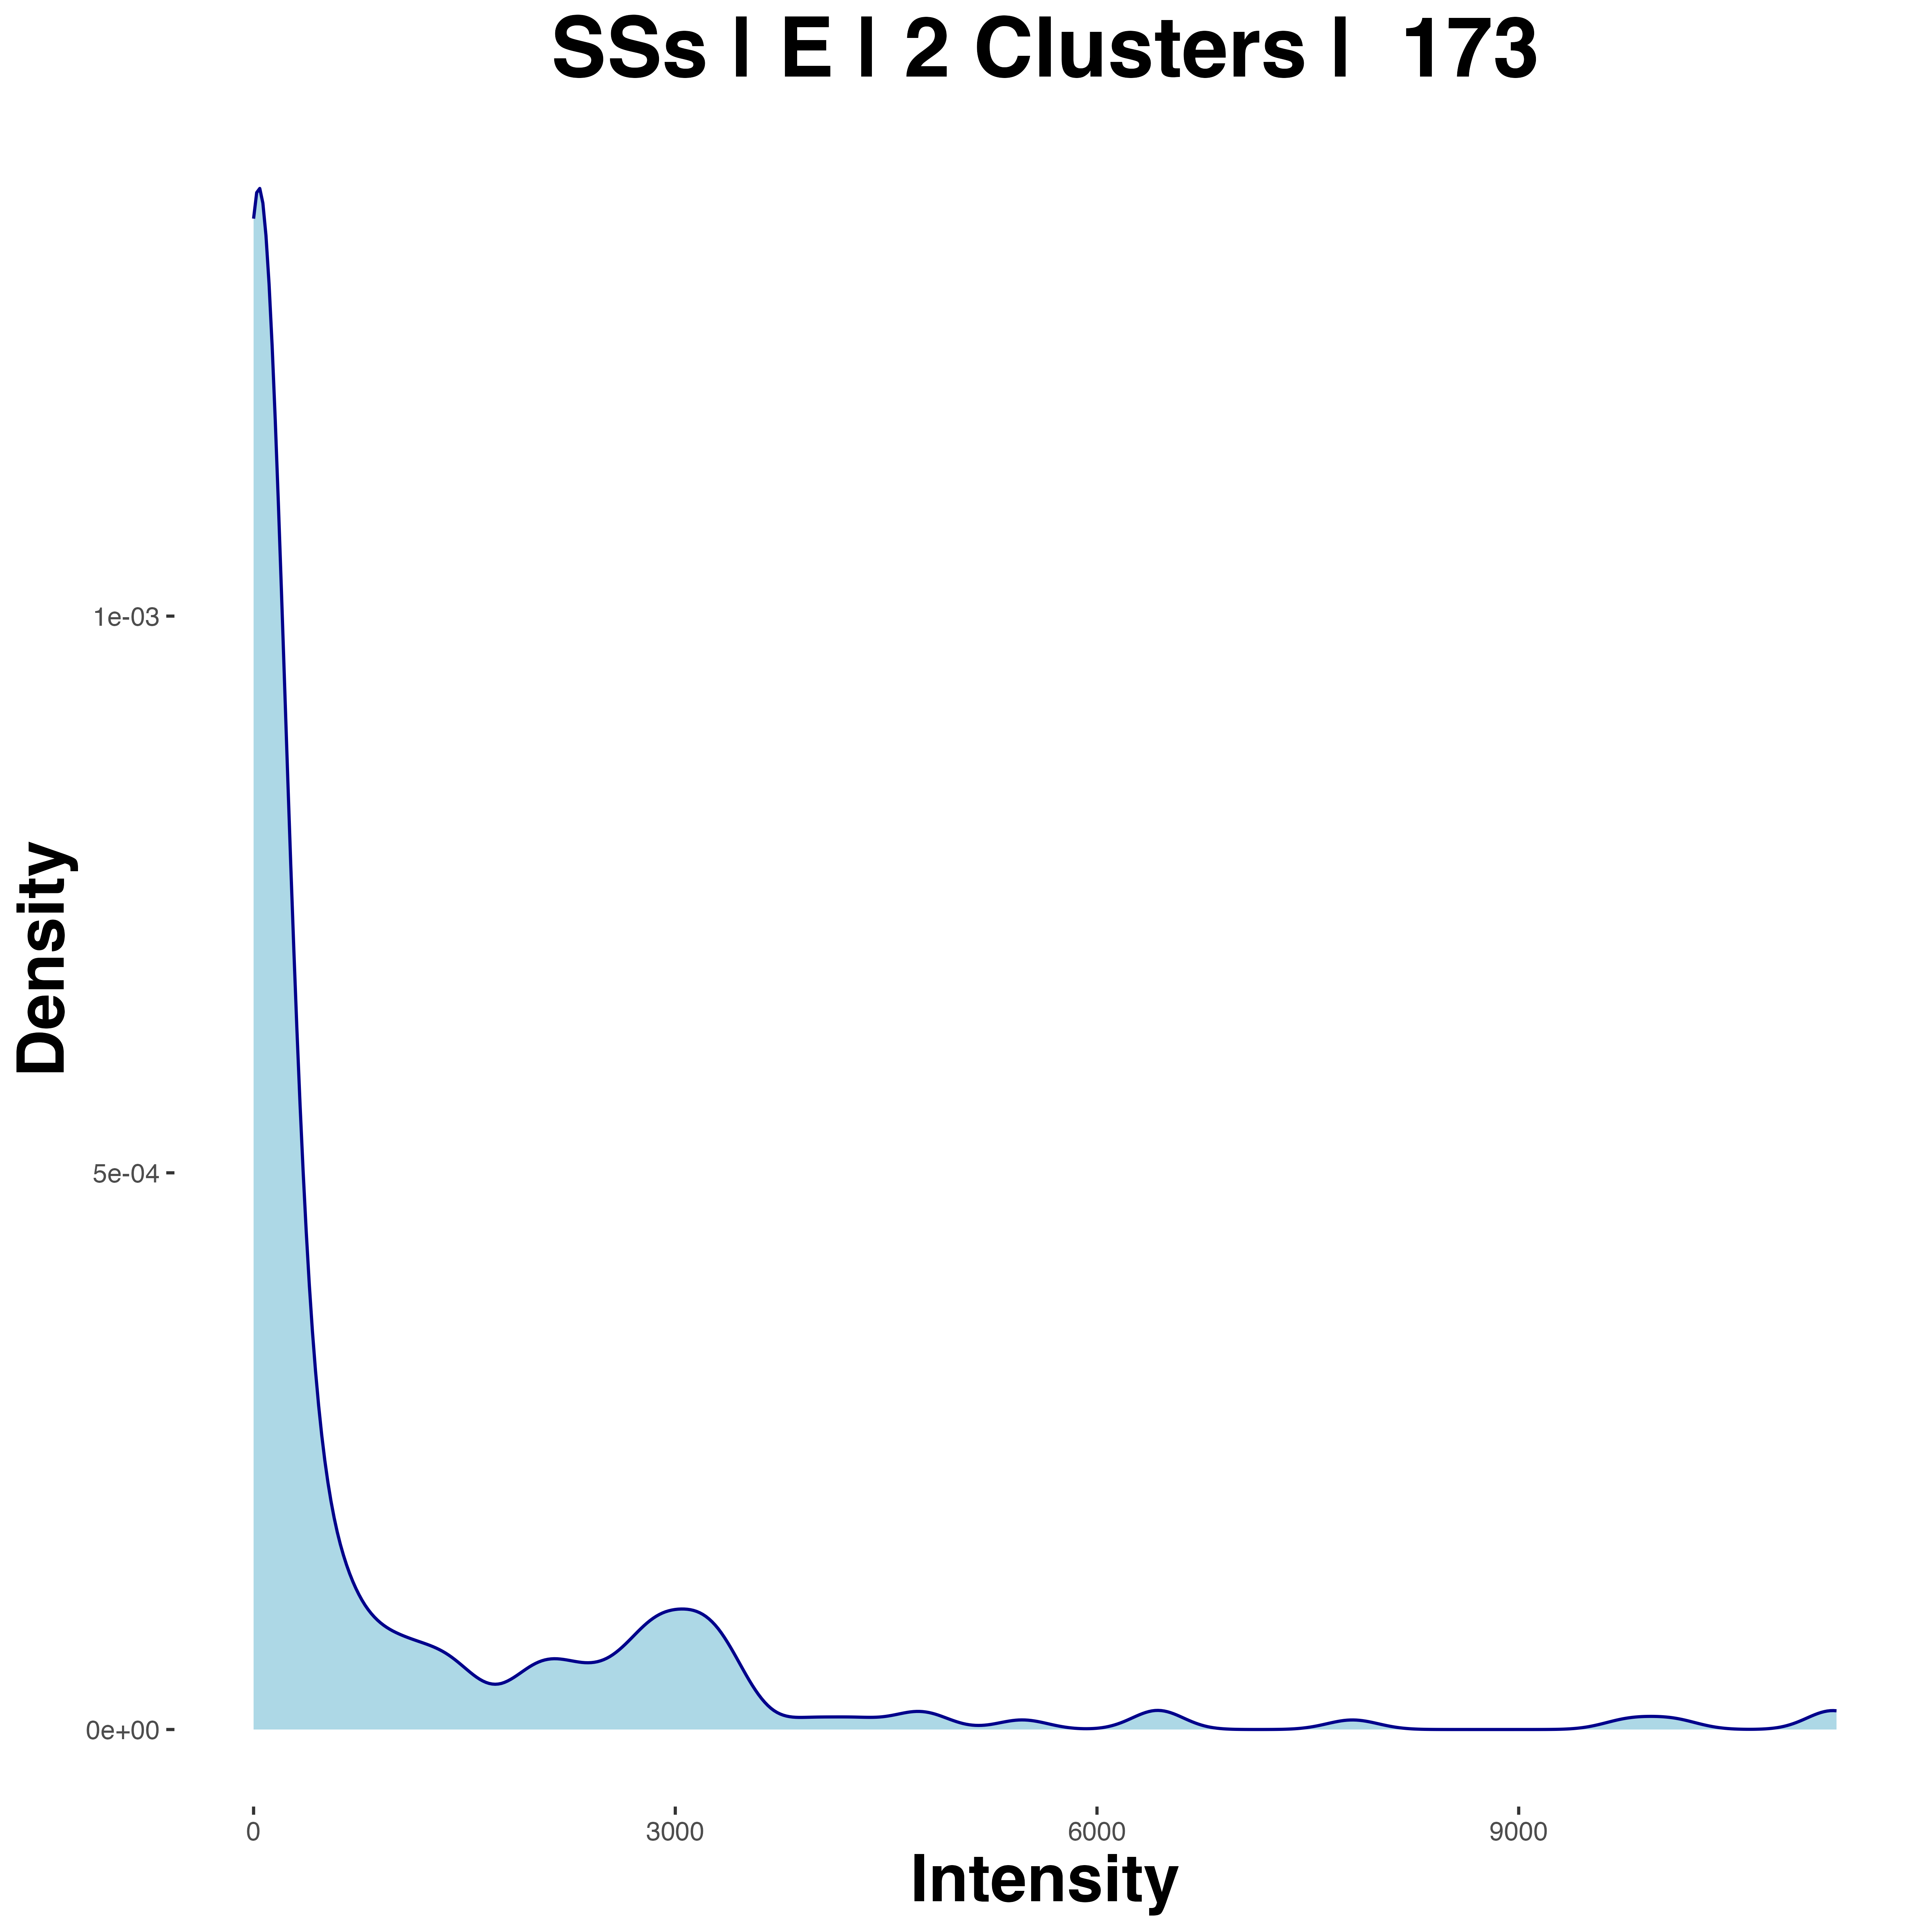 SSs | E | 2 Clusters |  173
Density
1e-03
5e-04
0e+00
0
3000
6000
9000
Intensity